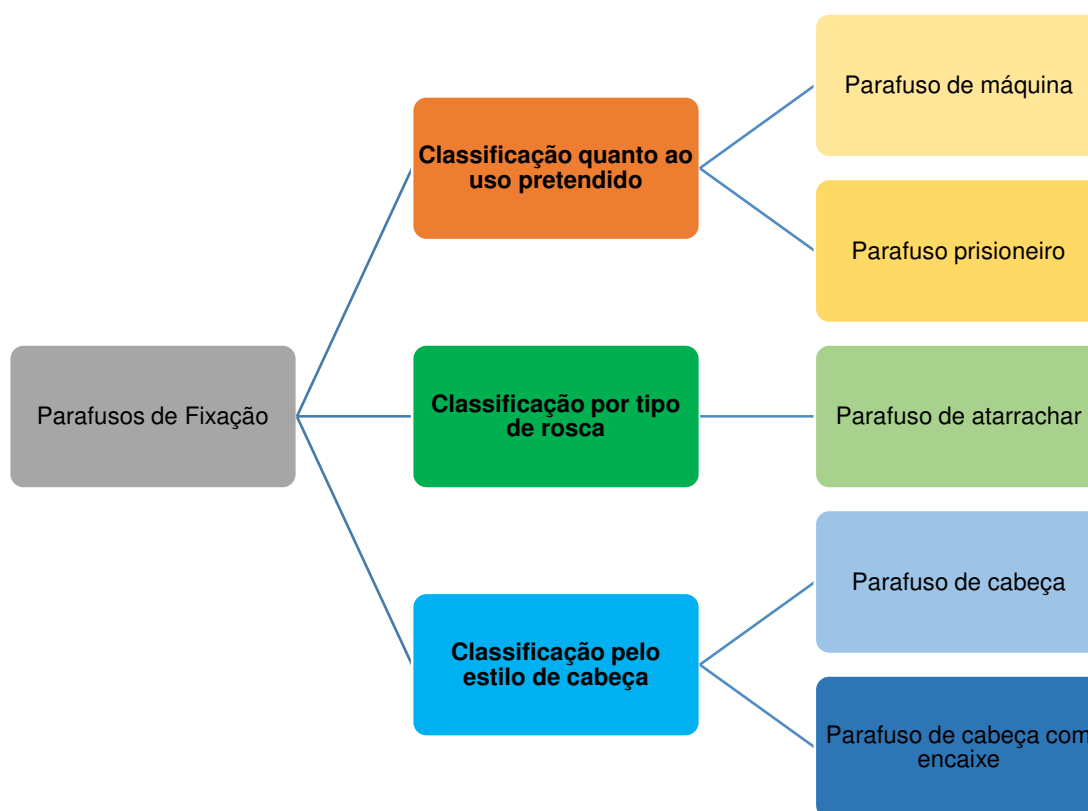 Parafusos de Fixação
Classificação quanto ao
uso pretendido
Parafuso de máquina
Parafuso prisioneiro
Classificação por tipo
de rosca
Parafuso de atarrachar
Classificação pelo
estilo de cabeça
Parafuso de cabeça
Parafuso de cabeça com
encaixe